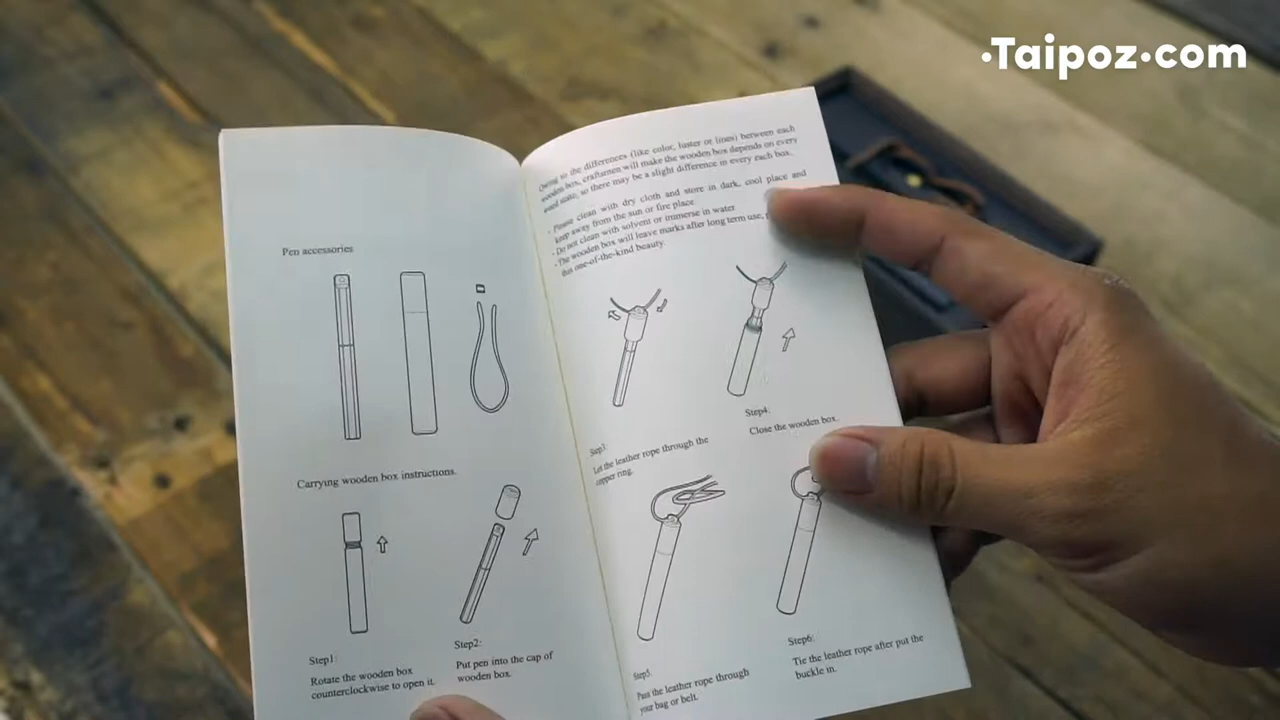 ·Taipoz·com
Pen accessories
Carrying wooden box instructions.
Step1:
Rotate the wooden box
counterclockwise to open it.
Step2:
Put pen into the cap of
wooden box.
Owing to the differences (like color, luster or lines) between each
wooden box, craftsmen will make the wooden box depends on every
wood static, so there may be a slight difference in every each box.
- Please clean with dry cloth and store in dark, cool place and
keep away from the sun or fire place.
- Do not clean with solvent or immerse in water
- The wooden box will leave marks after long term use,
this one-of-the-kind beauty.
Step3:
Let the leather rope through the
copper ring.
Step4:
Close the wooden box.
Step5:
Pass the leather rope through
your bag or belt.
Step6:
Tie the leather rope after put the
buckle in.